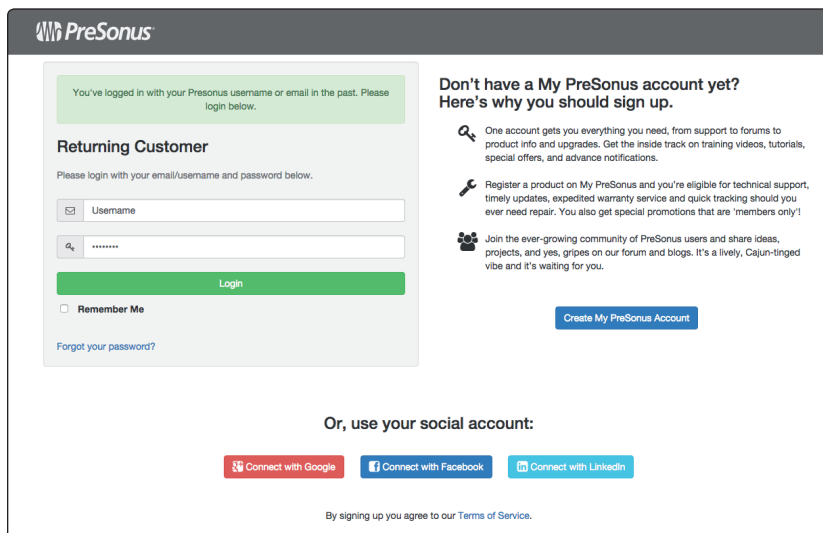 PreSonus
You've logged in with your Presonus username or email in the past. Please
login below.
Returning Customer
Please login with your email/username and password below.
Username
••••••••
Login
Remember Me
Forgot your password?
Don't have a My PreSonus account yet?
Here's why you should sign up.
One account gets you everything you need, from support to forums to
product info and upgrades. Get the inside track on training videos, tutorials,
special offers, and advance notifications.
Register a product on My PreSonus and you're eligible for technical support,
timely updates, expedited warranty service and quick tracking should you
ever need repair. You also get special promotions that are 'members only'!
Join the ever-growing community of PreSonus users and share ideas,
projects, and yes, gripes on our forum and blogs. It's a lively, Cajun-tinged
vibe and it's waiting for you.
Create My PreSonus Account
Or, use your social account:
Connect with Google
Connect with Facebook
Connect with LinkedIn
By signing up you agree to our Terms of Service.